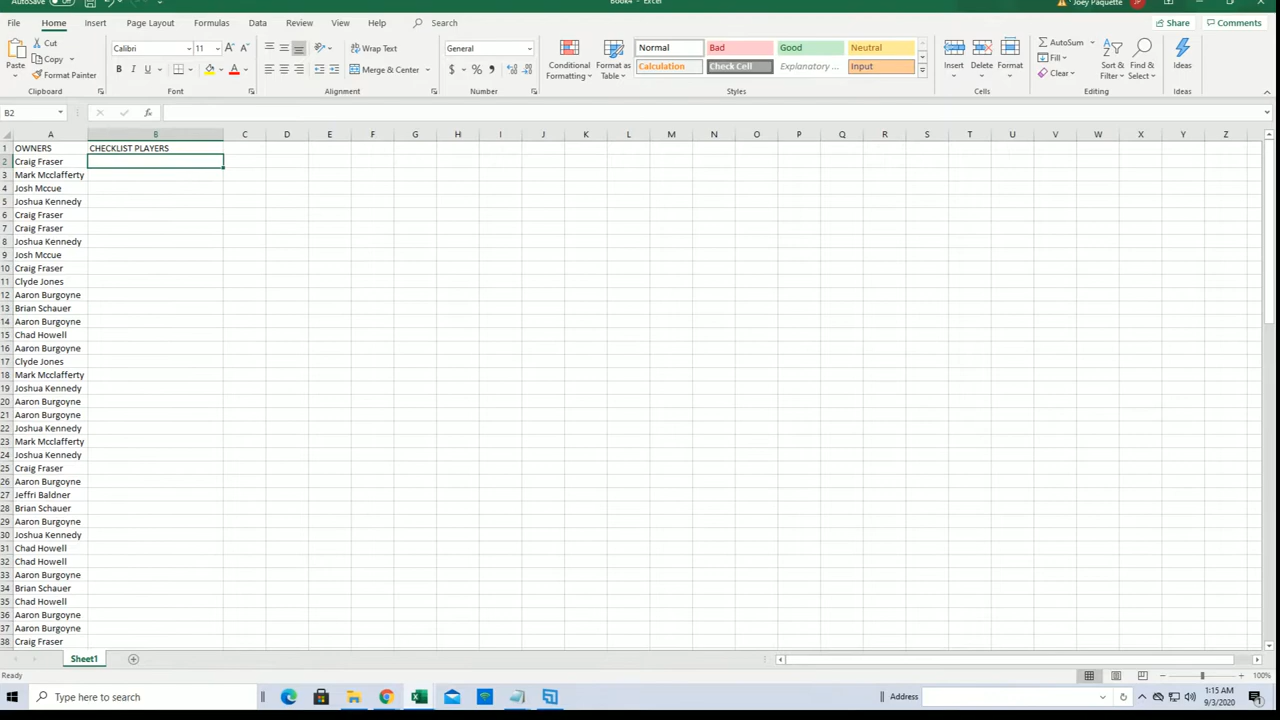 AutoSave
Book4 - Excel
Joey Paquette
File Home Insert Page Layout Formulas Data Review View Help Search Share Comments
Paste Cut Copy Format Painter Clipboard
Calibri 11 B I U Font
Wrap Text Merge & Center Alignment
General $ % Number
Conditional Formatting Format as Table Normal Bad Good Neutral Calculation Check Cell Explanatory ... Input Styles
Insert Delete Format Cells
AutoSum Fill Clear Sort & Filter Find & Select Editing
Ideas Ideas
B2 fx
A B C D E F G H I J K L M N O P Q R S T U V W X Y Z
1 OWNERS CHECKLIST PLAYERS
2 Craig Fraser
3 Mark Mcclafferty
4 Josh Mccue
5 Joshua Kennedy
6 Craig Fraser
7 Craig Fraser
8 Joshua Kennedy
9 Josh Mccue
10 Craig Fraser
11 Clyde Jones
12 Aaron Burgoyne
13 Brian Schauer
14 Aaron Burgoyne
15 Chad Howell
16 Aaron Burgoyne
17 Clyde Jones
18 Mark Mcclafferty
19 Joshua Kennedy
20 Aaron Burgoyne
21 Aaron Burgoyne
22 Joshua Kennedy
23 Mark Mcclafferty
24 Joshua Kennedy
25 Craig Fraser
26 Aaron Burgoyne
27 Jeffri Baldner
28 Brian Schauer
29 Aaron Burgoyne
30 Joshua Kennedy
31 Chad Howell
32 Chad Howell
33 Aaron Burgoyne
34 Brian Schauer
35 Chad Howell
36 Aaron Burgoyne
37 Aaron Burgoyne
38 Craig Fraser
Sheet1
Ready 100%
Type here to search Address 1:15 AM
9/3/2020